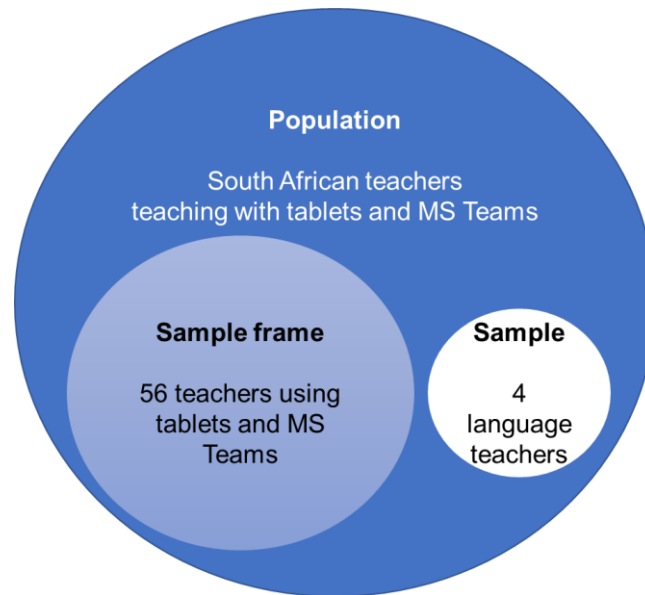 Population
South African teachers
teaching with tablets and MS Teams
Sample frame
56 teachers using
tablets and MS
Teams
Sample
4
language
teachers